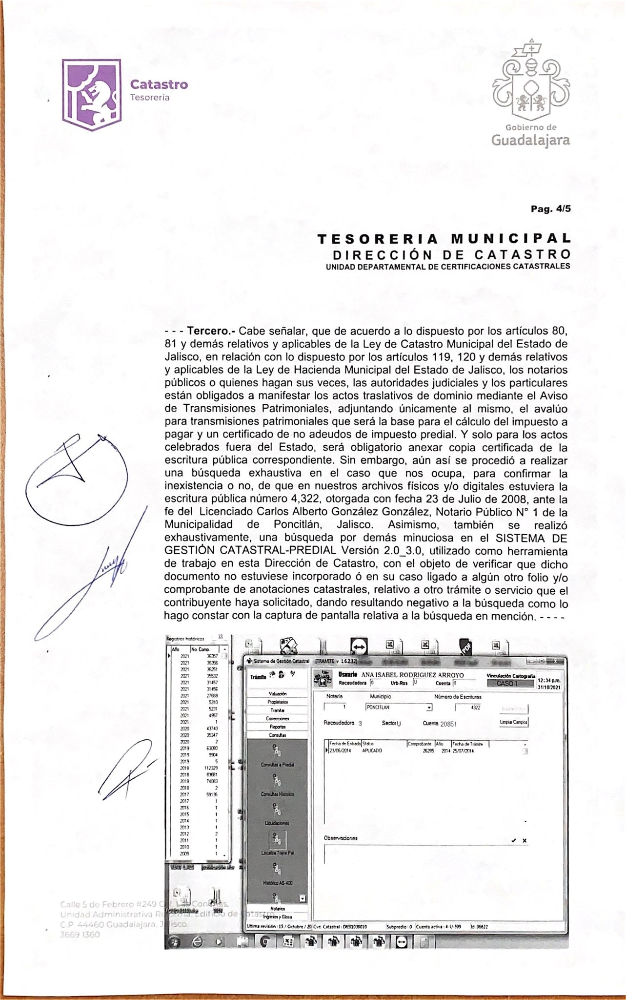 Catastro
Tesorería
Gobierno de
Guadalajara
Pag. 4/5
TESORERIA MUNICIPAL
DIRECCIÓN DE CATASTRO
UNIDAD DEPARTAMENTAL DE CERTIFICACIONES CATASTRALES
- - - Tercero.- Cabe señalar, que de acuerdo a lo dispuesto por los artículos 80,
81 y demás relativos y aplicables de la Ley de Catastro Municipal del Estado de
Jalisco, en relación con lo dispuesto por los artículos 119, 120 y demás relativos
y aplicables de la Ley de Hacienda Municipal del Estado de Jalisco, los notarios
públicos o quienes hagan sus veces, las autoridades judiciales y los particulares
están obligados a manifestar los actos traslativos de dominio mediante el Aviso
de Transmisiones Patrimoniales, adjuntando únicamente al mismo, el avalúo
para transmisiones patrimoniales que será la base para el cálculo del impuesto a
pagar y un certificado de no adeudos de impuesto predial. Y solo para los actos
celebrados fuera del Estado, será obligatorio anexar copia certificada de la
escritura pública correspondiente. Sin embargo, aún así se procedió a realizar
una búsqueda exhaustiva en el caso que nos ocupa, para confirmar la
inexistencia o no, de que en nuestros archivos físicos y/o digitales estuviera la
escritura pública número 4,322, otorgada con fecha 23 de Julio de 2008, ante la
fe del Licenciado Carlos Alberto González González, Notario Público N° 1 de la
Municipalidad de Poncitlán, Jalisco. Asimismo, también se realizó
exhaustivamente, una búsqueda por demás minuciosa en el SISTEMA DE
GESTIÓN CATASTRAL-PREDIAL Versión 2.0_3.0, utilizado como herramienta
de trabajo en esta Dirección de Catastro, con el objeto de verificar que dicho
documento no estuviese incorporado ó en su caso ligado a algún otro folio y/o
comprobante de anotaciones catastrales, relativo a otro trámite o servicio que el
contribuyente haya solicitado, dando resultando negativo a la búsqueda como lo
hago constar con la captura de pantalla relativa a la búsqueda en mención. - - - -
Registros históricos
Año No. Comp.
2021 36357
2021 36356
2021 36251
2021 35532
2021 31457
2021 31456
2021 27668
2021 5310
2021 5231
2021 4957
2021 1
2020 43740
2020 35347
2020 2
2019 63080
2019 9904
2019 5
2018 112329
2018 83661
2018 74083
2018 2
2017 59136
2017 1
2016 1
2015 1
2014 1
2013 1
2012 2
2011 1
2010 1
2009 1
PDF
Sistema de Gestión Catastral [TRAMITE v 1.6.2.32]
Trámite
Valuación
Propietarios
Tramitar
Correcciones
Reportes
Consultas
Consultas a Predial
Consultas Histórico
Liquidaciones
Localiza Trans Pat
Histórico AS-400
Notarios
Ingresos y Glosa
Usuario ANA ISABEL RODRIGUEZ ARROYO
Recaudadora 0 Urb-Rus U Cuenta 0
Vinculación Cartografía
CASO 1
12:34 p.m.
31/10/2021
Notaría Municipio Número de Escrituras
1 PONCITLAN 4322
Recaudadora 3 Sector U Cuenta 20851
Limpiar Campos
Fecha de Entrada Status Comprobante Año Fecha de Trámite
23/06/2014 APLICADO 26285 2014 25/07/2014
Observaciones
Ultima revisión : 15 / Octubre / 20 Cve. Catastral : D65I1030010 Subpredio : 0 Cuenta activa : 4-U-599 Id. 96622
Calle 5 de Febrero #249 Col. Las Conchas,
Unidad Administrativa Reforma, Edificio de Catastro
C.P. 44460 Guadalajara, Jalisco.
3669 1360